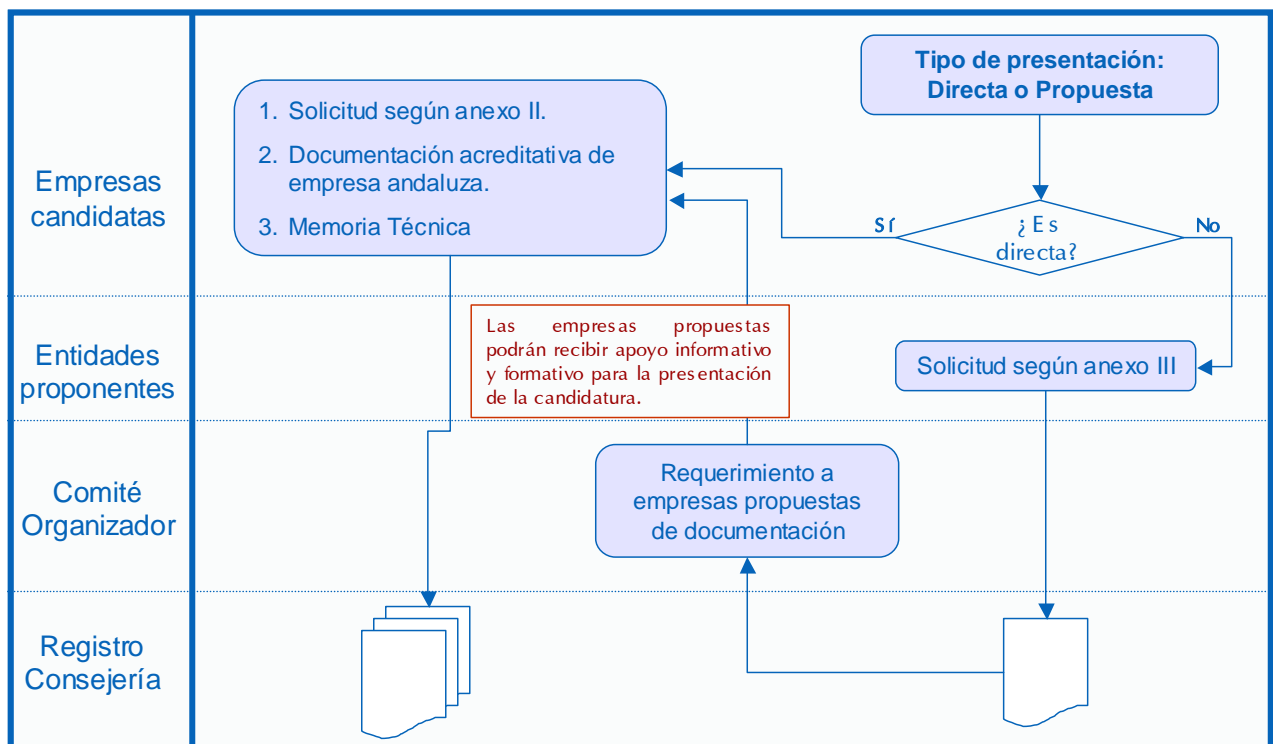 Tipo de presentación:
Directa o Propuesta
Empresas
candidatas
1. Solicitud según anexo II.
2. Documentación acreditativa de
empresa andaluza.
3. Memoria Técnica
Sí
¿Es
directa?
No
Entidades
proponentes
Las empresas propuestas
podrán recibir apoyo informativo
y formativo para la presentación
de la candidatura.
Solicitud según anexo III
Comité
Organizador
Requerimiento a
empresas propuestas
de documentación
Registro
Consejería